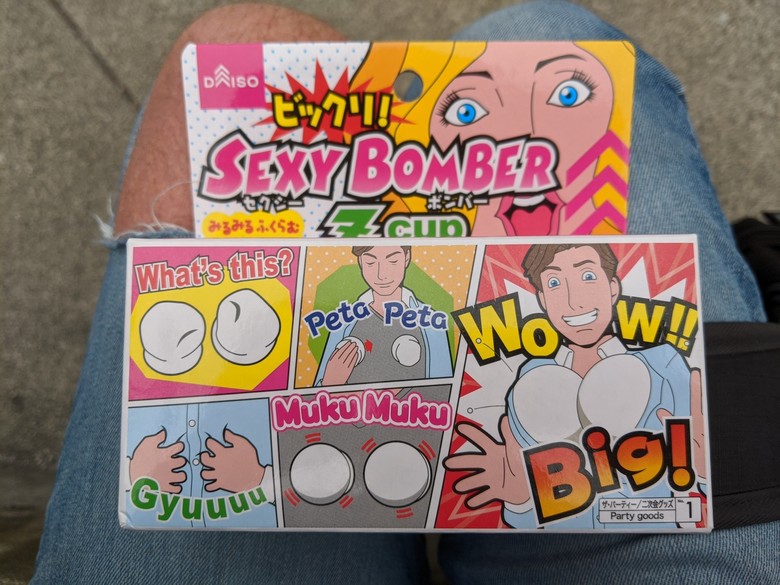 DAISO
ビックリ!
SEXY BOMBER
セクシー ボンバー
みるみるふくらむ
Z cup
What's this?
Peta Peta
Gyuuuu
Muku Muku
WoW!!
Big!
ザ・パーティー/二次会グッズ
Party goods
No. 1